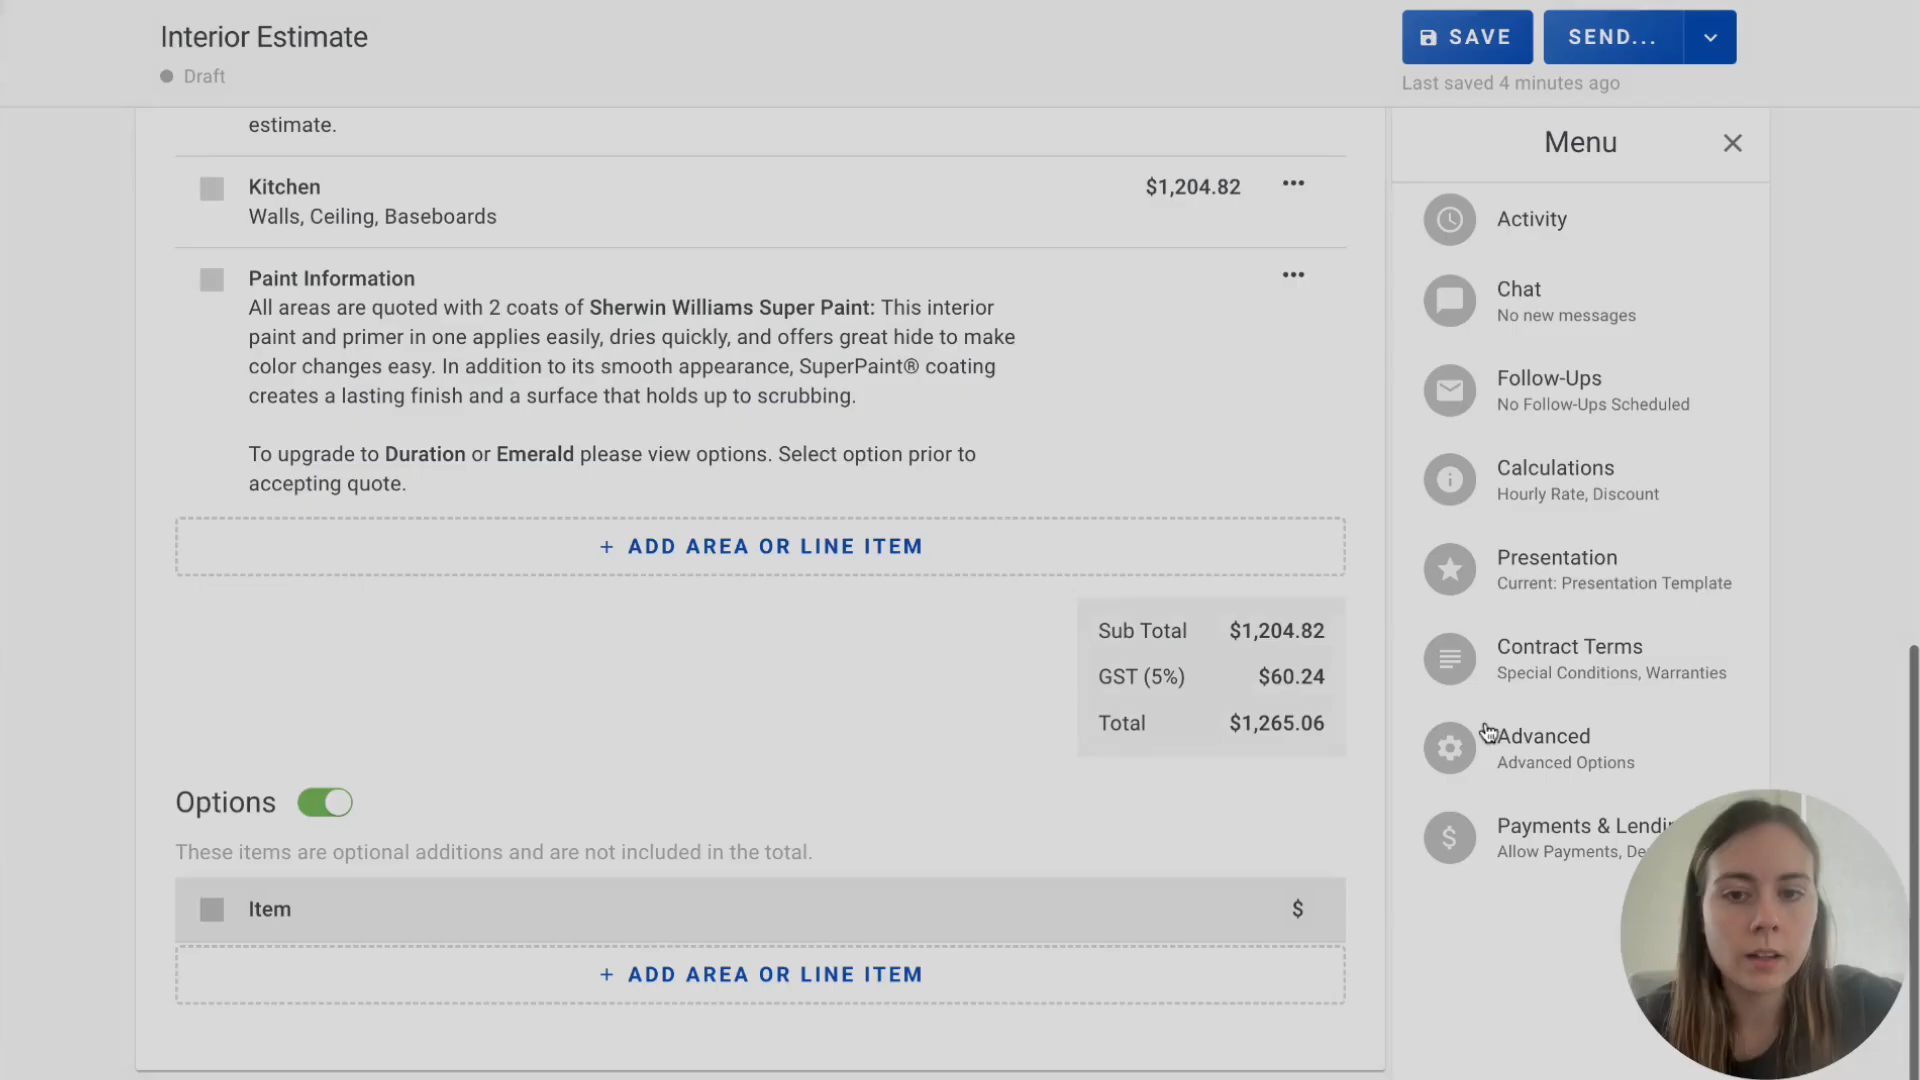 Interior Estimate
Draft
SAVE
SEND...
Last saved 4 minutes ago
estimate.
Kitchen
$1,204.82
Walls, Ceiling, Baseboards
Paint Information
All areas are quoted with 2 coats of Sherwin Williams Super Paint: This interior
paint and primer in one applies easily, dries quickly, and offers great hide to make
color changes easy. In addition to its smooth appearance, SuperPaint® coating
creates a lasting finish and a surface that holds up to scrubbing.
To upgrade to Duration or Emerald please view options. Select option prior to
accepting quote.
+ ADD AREA OR LINE ITEM
Sub Total $1,204.82
GST (5%) $60.24
Total $1,265.06
Options
These items are optional additions and are not included in the total.
Item $
+ ADD AREA OR LINE ITEM
Menu
Activity
Chat
No new messages
Follow-Ups
No Follow-Ups Scheduled
Calculations
Hourly Rate, Discount
Presentation
Current: Presentation Template
Contract Terms
Special Conditions, Warranties
Advanced
Advanced Options
Payments &
Allow Payments,